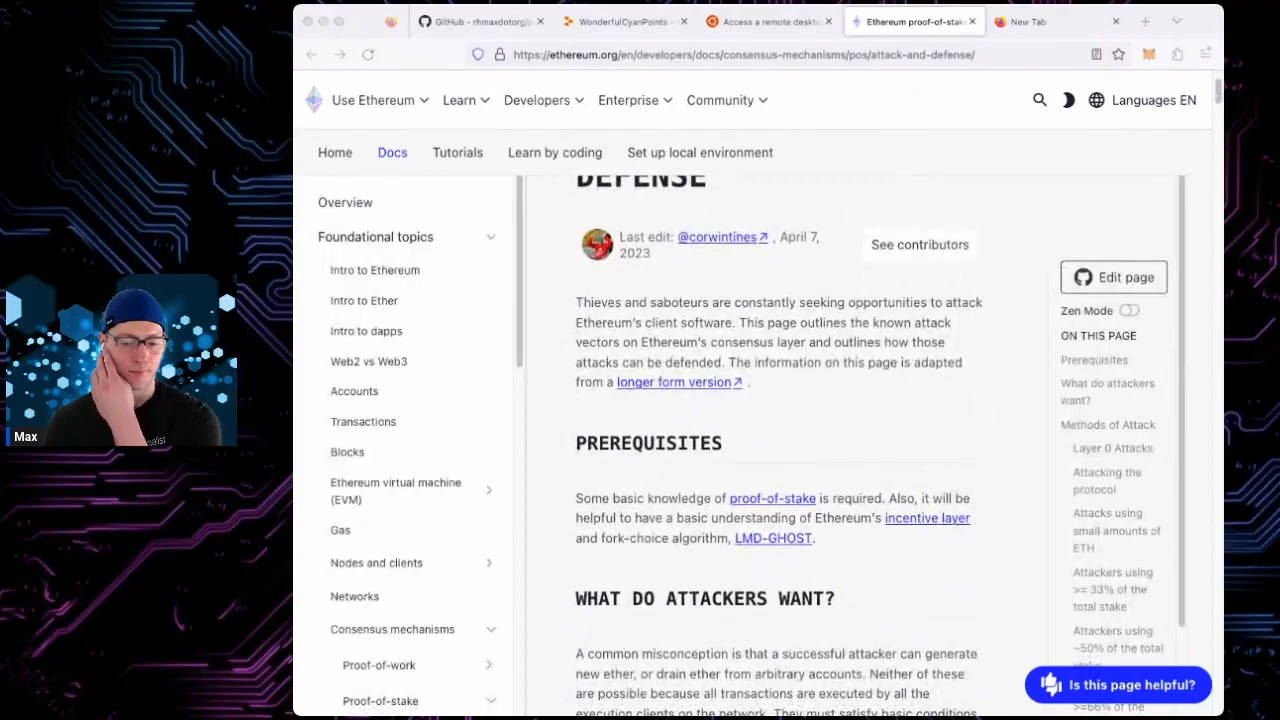 GitHub - rhmaxdotorg/p
WonderfulCyanPoints -
Access a remote deskto
Ethereum proof-of-stak
New Tab
https://ethereum.org/en/developers/docs/consensus-mechanisms/pos/attack-and-defense/
Use Ethereum
Learn
Developers
Enterprise
Community
Languages EN
Home
Docs
Tutorials
Learn by coding
Set up local environment
Overview
Foundational topics
Intro to Ethereum
Intro to Ether
Intro to dapps
Web2 vs Web3
Accounts
Transactions
Blocks
Ethereum virtual machine
(EVM)
Gas
Nodes and clients
Networks
Consensus mechanisms
Proof-of-work
Proof-of-stake
DEFENSE
Last edit: @corwintines , April 7,
2023
See contributors
Thieves and saboteurs are constantly seeking opportunities to attack
Ethereum's client software. This page outlines the known attack
vectors on Ethereum's consensus layer and outlines how those
attacks can be defended. The information on this page is adapted
from a longer form version .
PREREQUISITES
Some basic knowledge of proof-of-stake is required. Also, it will be
helpful to have a basic understanding of Ethereum's incentive layer
and fork-choice algorithm, LMD-GHOST.
WHAT DO ATTACKERS WANT?
A common misconception is that a successful attacker can generate
new ether, or drain ether from arbitrary accounts. Neither of these
are possible because all transactions are executed by all the
execution clients on the network. They must satisfy basic conditions
Edit page
Zen Mode
ON THIS PAGE
Prerequisites
What do attackers
want?
Methods of Attack
Layer 0 Attacks
Attacking the
protocol
Attacks using
small amounts of
ETH
Attackers using
>= 33% of the
total stake
Attackers using
~50% of the total
stake
>=66% of the
Is this page helpful?
Max